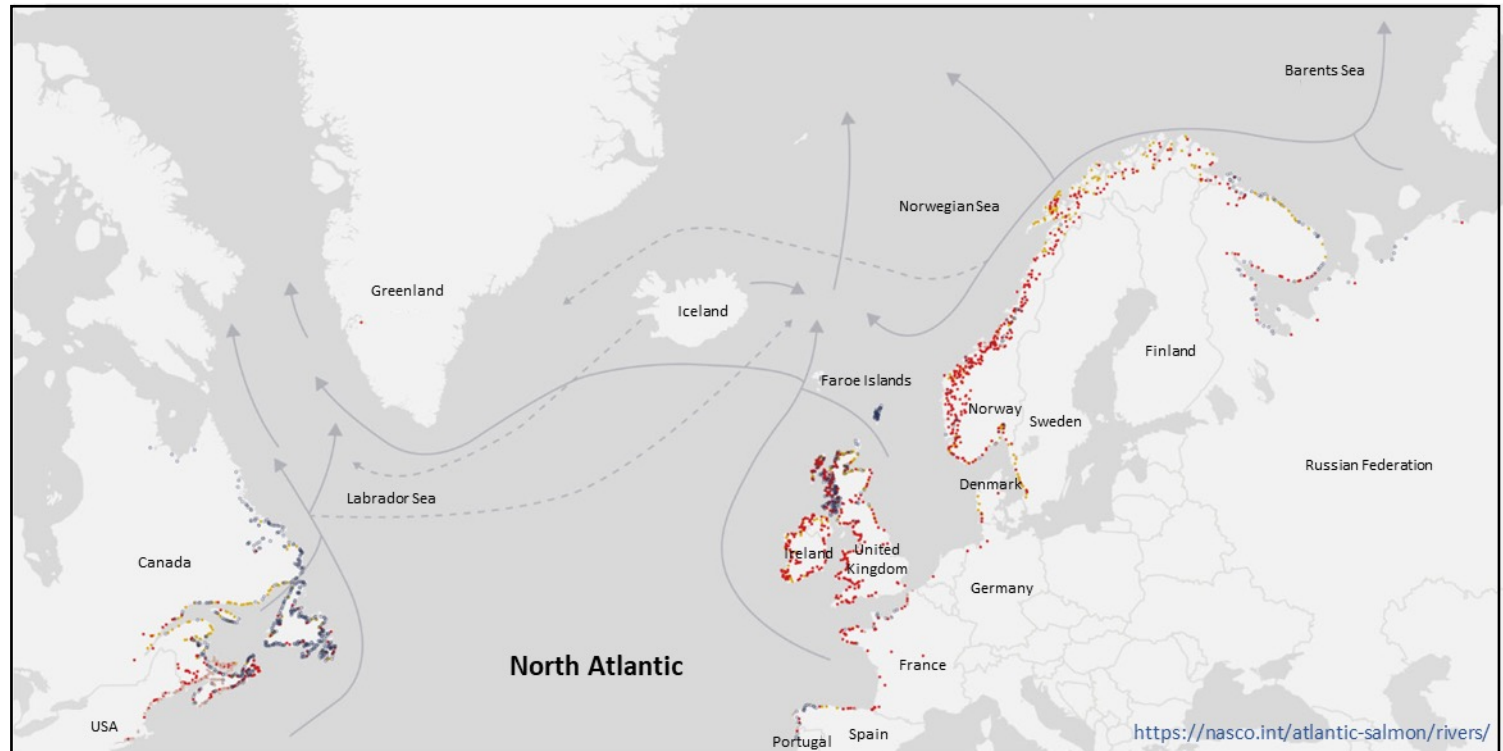 Barents Sea
Norwegian Sea
Greenland
Iceland
Finland
Faroe Islands
Norway
Sweden
Russian Federation
Denmark
Labrador Sea
Canada
Ireland
United
Kingdom
Germany
North Atlantic
France
USA
Portugal
Spain
https://nasco.int/atlantic-salmon/rivers/